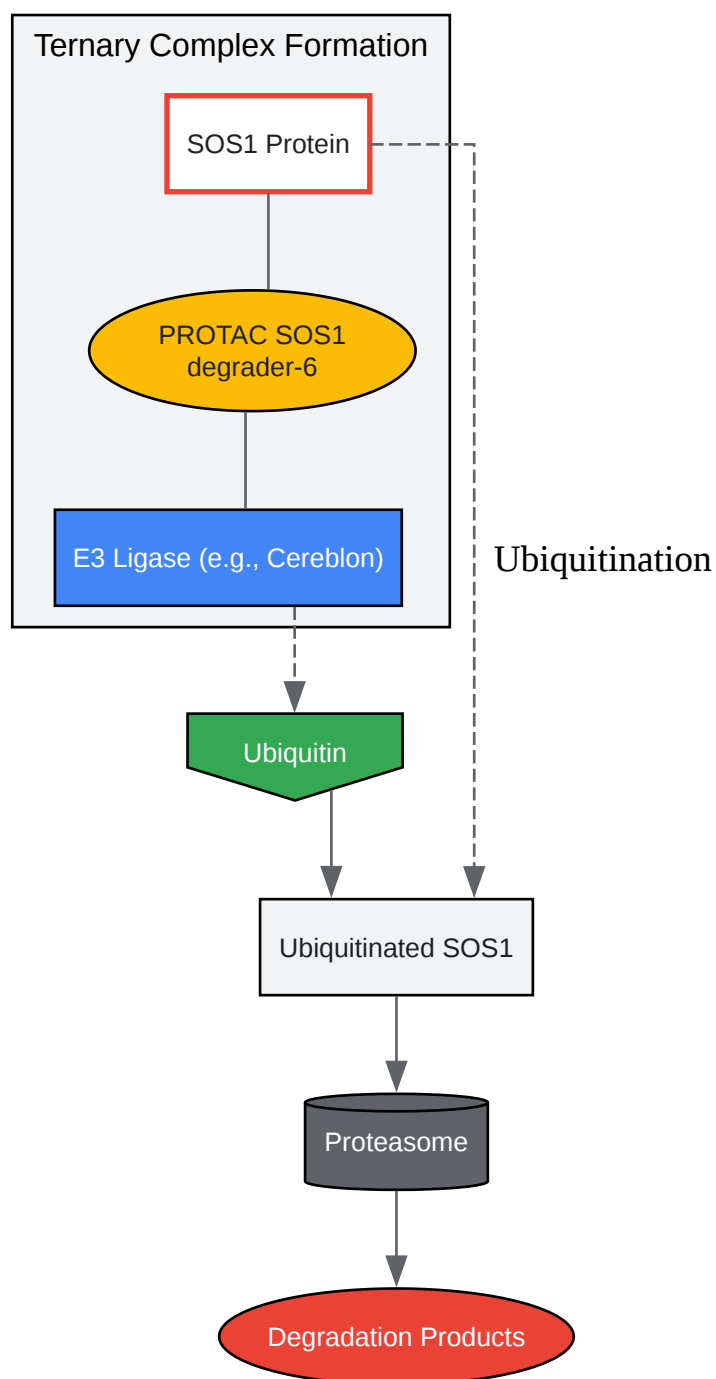 Ternary Complex Formation
SOS1 Protein
PROTAC SOS1
degrader-6
E3 Ligase (e.g., Cereblon)
Ubiquitination
Ubiquitin
Ubiquitinated SOS1
Proteasome
Degradation Products